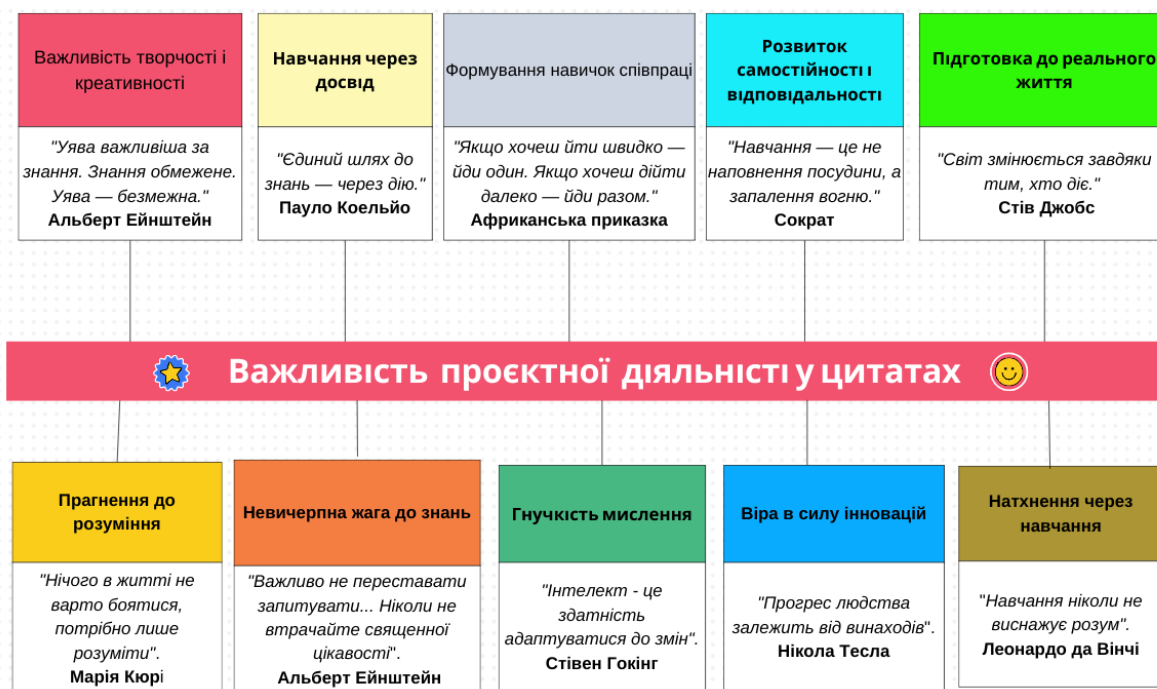 Важливість творчості і
креативності
"Уява важливіша за
знання. Знання обмежене.
Уява — безмежна."
Альберт Ейнштейн
Навчання через
досвід
"Єдиний шлях до
знань — через дію."
Пауло Коельйо
Формування навичок співпраці
"Якщо хочеш йти швидко —
йди один. Якщо хочеш дійти
далеко — йди разом."
Африканська приказка
Розвиток
самостійності і
відповідальності
"Навчання — це не
наповнення посудини, а
запалення вогню."
Сократ
Підготовка до реального
життя
"Світ змінюється завдяки
тим, хто діє."
Стів Джобс
Важливість проєктної діяльністі у цитатах
Прагнення до
розуміння
"Нічого в житті не
варто боятися,
потрібно лише
розуміти".
Марія Кюрі
Невичерпна жага до знань
"Важливо не переставати
запитувати... Ніколи не
втрачайте священної
цікавості".
Альберт Ейнштейн
Гнучкість мислення
"Інтелект - це
здатність
адаптуватися до змін".
Стівен Гокінг
Віра в силу інновацій
"Прогрес людства
залежить від винаходів".
Нікола Тесла
Натхнення через
навчання
"Навчання ніколи не
виснажує розум".
Леонардо да Вінчі